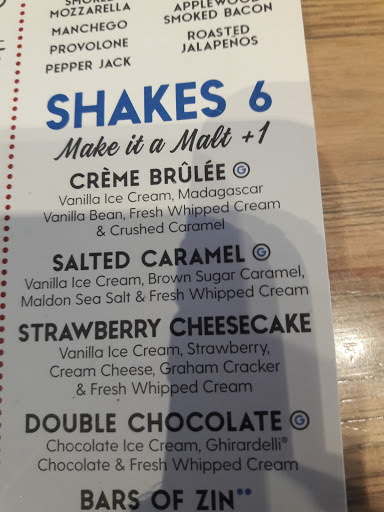 MOZZARELLA
MANCHEGO
PROVOLONE
PEPPER JACK
APPLEWOOD
SMOKED BACON
ROASTED
JALAPEÑOS
SHAKES 6
Make it a Malt +1
CRÈME BRÛLÉE G
Vanilla Ice Cream, Madagascar
Vanilla Bean, Fresh Whipped Cream
& Crushed Caramel
SALTED CARAMEL G
Vanilla Ice Cream, Brown Sugar Caramel,
Maldon Sea Salt & Fresh Whipped Cream
STRAWBERRY CHEESECAKE
Vanilla Ice Cream, Strawberry,
Cream Cheese, Graham Cracker
& Fresh Whipped Cream
DOUBLE CHOCOLATE G
Chocolate Ice Cream, Ghirardelli®
Chocolate & Fresh Whipped Cream
BARS OF ZIN**